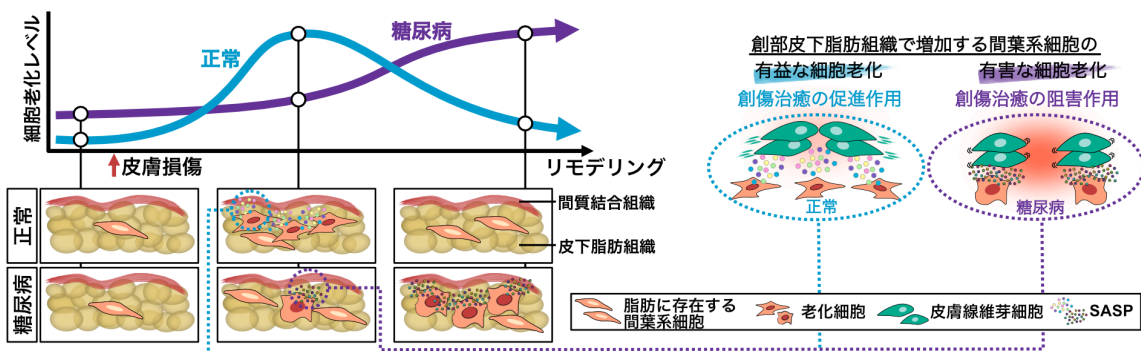 細胞老化レベル
正常
糖尿病
皮膚損傷
リモデリング
正常
糖尿病
間質結合組織
皮下脂肪組織
創部皮下脂肪組織で増加する間葉系細胞の
有益な細胞老化
創傷治癒の促進作用
正常
有害な細胞老化
創傷治癒の阻害作用
糖尿病
脂肪に存在する
間葉系細胞
老化細胞
皮膚線維芽細胞
SASP